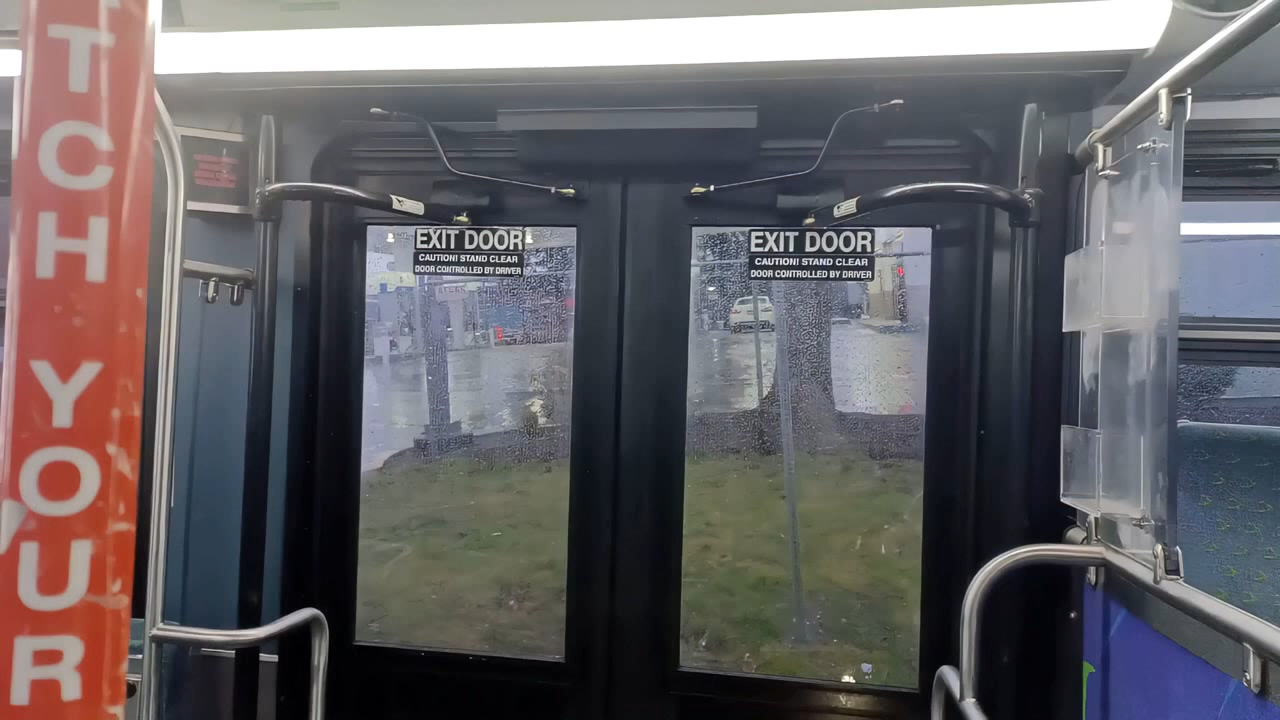 TCH YOUR
EXIT DOOR
CAUTION! STAND CLEAR
DOOR CONTROLLED BY DRIVER
EXIT DOOR
CAUTION! STAND CLEAR
DOOR CONTROLLED BY DRIVER